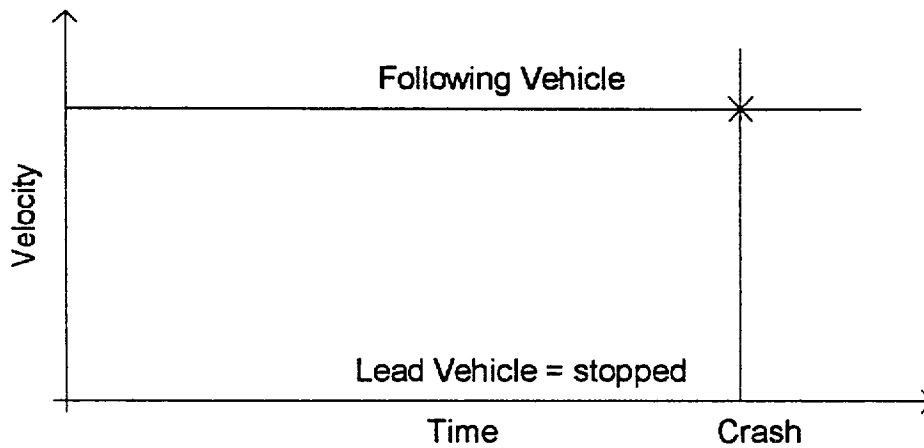 Following Vehicle
Velocity
Lead Vehicle = stopped
Time
Crash